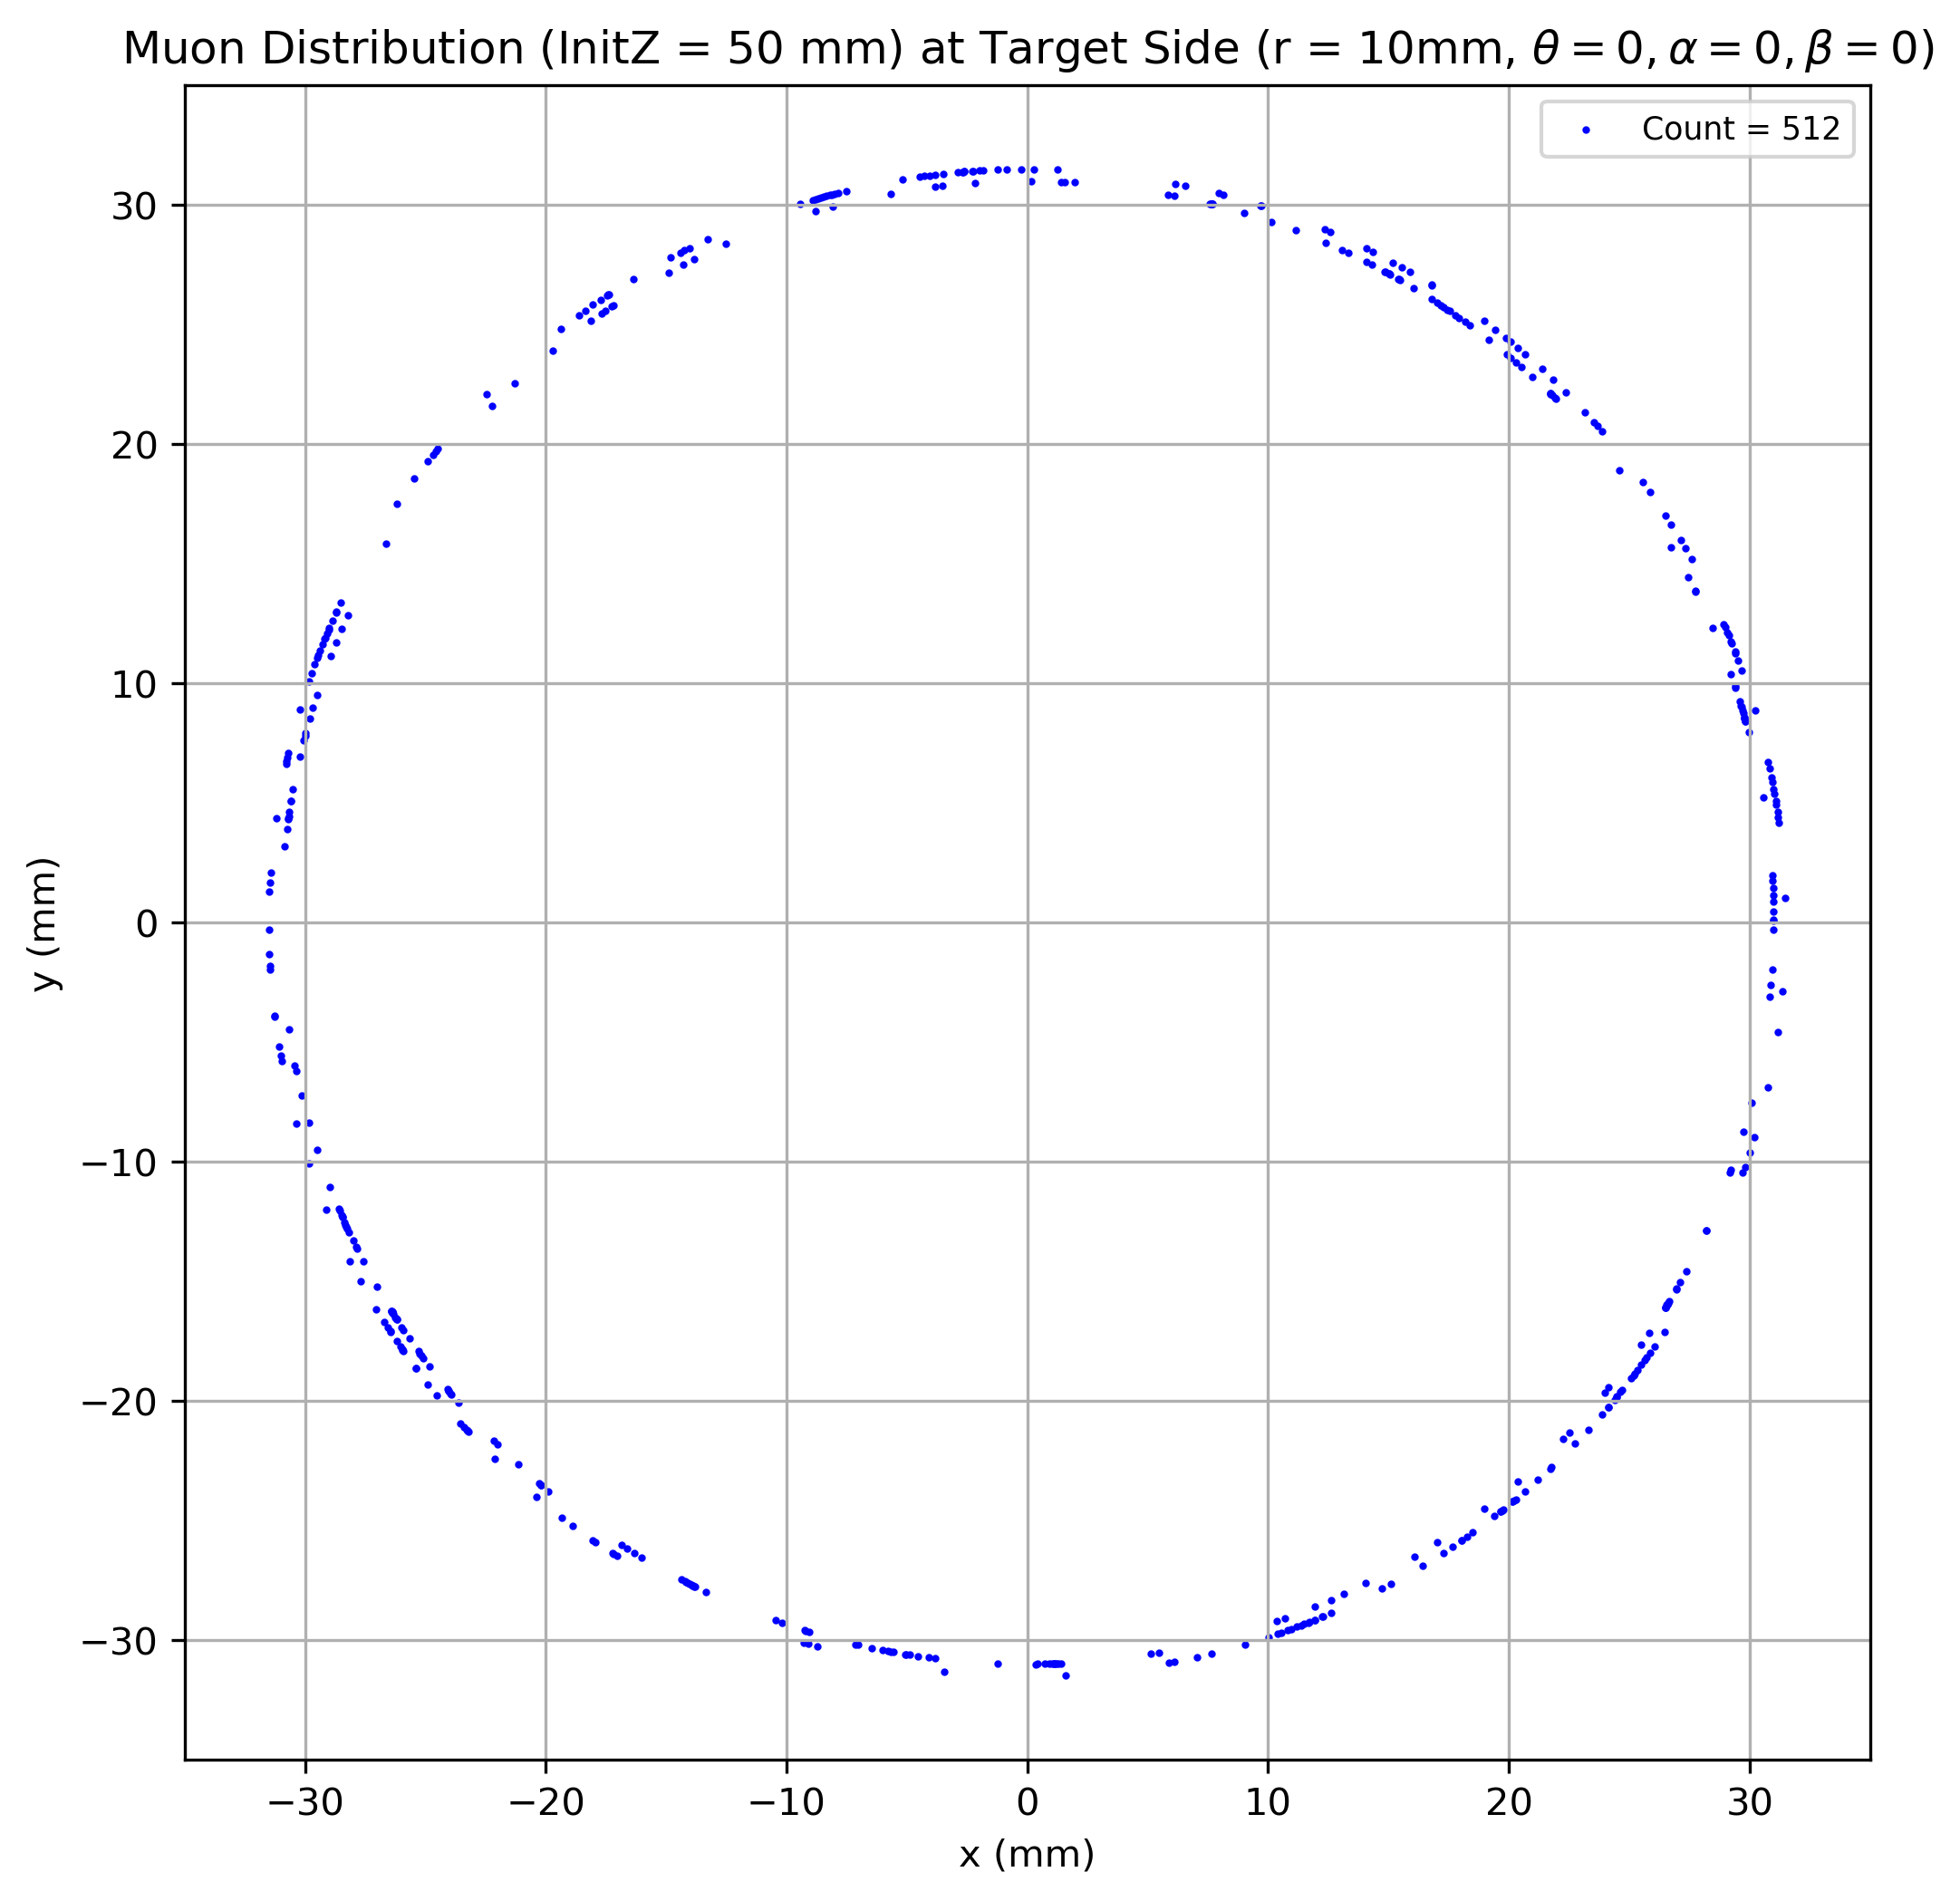 Muon Distribution (InitZ = 50 mm) at Target Side (r = 10mm, θ = 0, α = 0, β = 0)
Count = 512
30
20
10
0
−10
−20
−30
y (mm)
−30 −20 −10 0 10 20 30
x (mm)